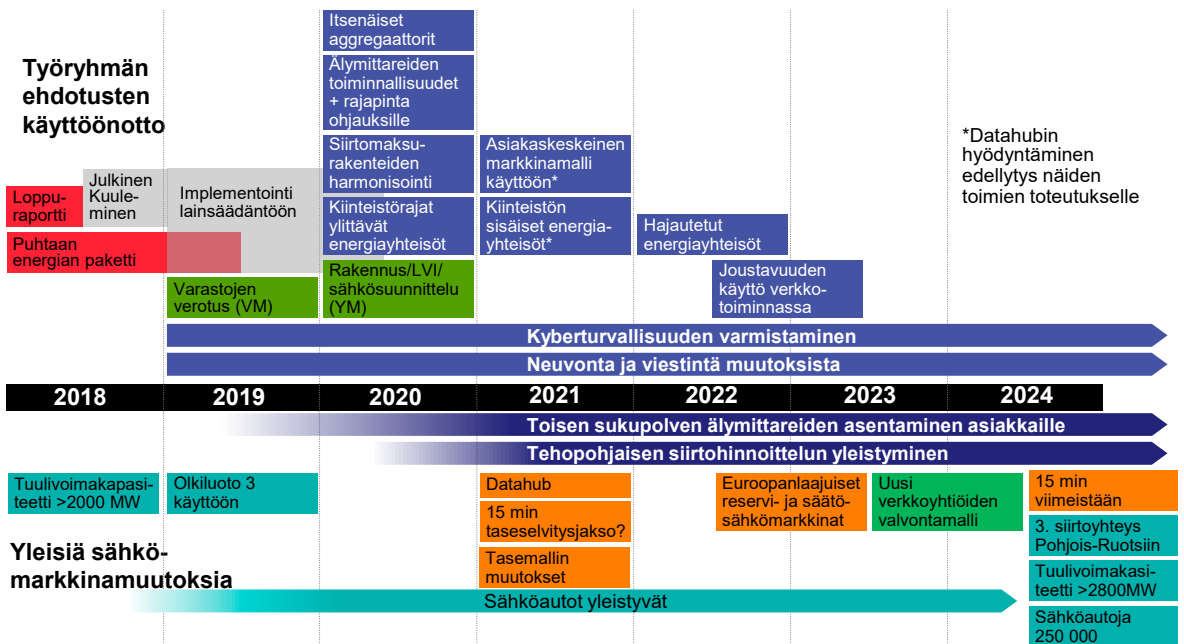 Työryhmän
ehdotusten
käyttöönotto
Itsenäiset
aggregaattorit
Älymittareiden
toiminnallisuudet
+ rajapinta
ohjauksille
Siirtomaksu-
rakenteiden
harmonisointi
Asiakaskeskeinen
markkinamalli
käyttöön*
*Datahubin
hyödyntäminen
edellytys näiden
toimien toteutukselle
Loppu-
raportti
Julkinen
Kuule-
minen
Implementointi
lainsäädäntöön
Kiinteistörajat
ylittävät
energiayhteisöt
Kiinteistön
sisäiset energia-
yhteisöt*
Hajautetut
energiayhteisöt
Puhtaan
energian paketti
Varastojen
verotus (VM)
Rakennus/LVI/
sähkösuunnittelu
(YM)
Joustavuuden
käyttö verkko-
toiminnassa
Kyberturvallisuuden varmistaminen
Neuvonta ja viestintä muutoksista
2018 2019 2020 2021 2022 2023 2024
Toisen sukupolven älymittareiden asentaminen asiakkaille
Tehopohjaisen siirtohinnoittelun yleistyminen
Tuulivoimakapasi-
teetti >2000 MW
Olkiluoto 3
käyttöön
Datahub
15 min
taseselvitysjakso?
Tasemallin
muutokset
Euroopanlaajuiset
reservi- ja säätö-
sähkömarkkinat
Uusi
verkkoyhtiöiden
valvontamalli
15 min
viimeistään
3. siirtoyhteys
Pohjois-Ruotsiin
Tuulivoimakasi-
teetti >2800MW
Sähköautoja
250 000
Yleisiä sähkö-
markkinamuutoksia
Sähköautot yleistyvät